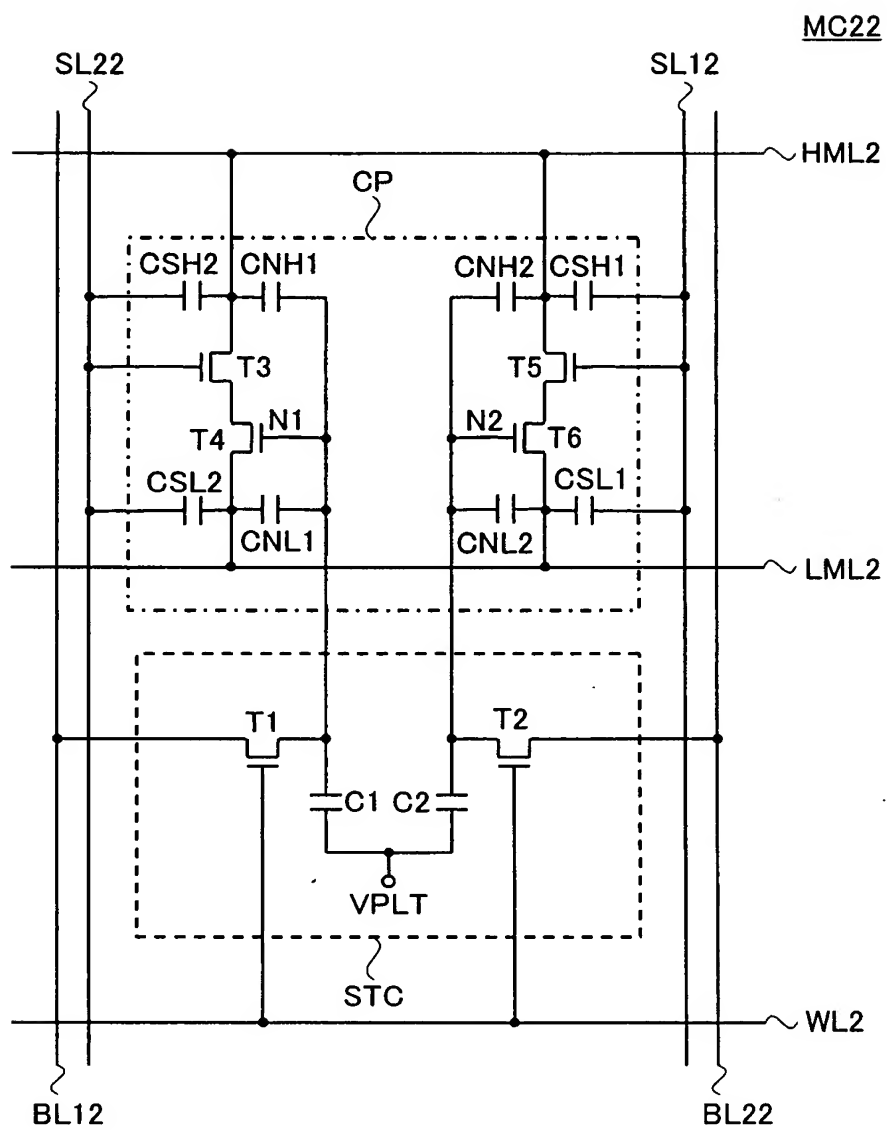 MC22
SL22
SL12
HML2
CP
CSH2 CNH1
CNH2 CSH1
T3
T5
T4
N1
N2
T6
CSL2
CSL1
CNL1
CNL2
LML2
T1
T2
C1
C2
VPLT
STC
WL2
BL12
BL22